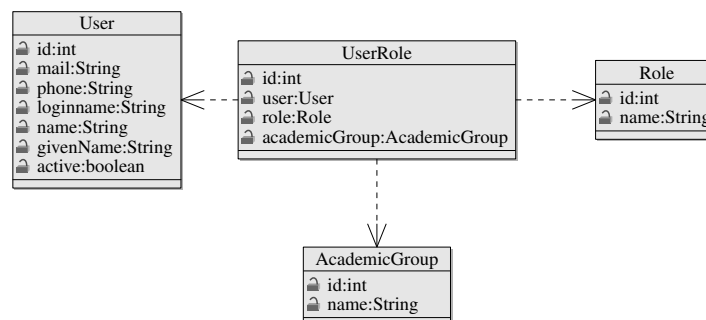 User
id:int
mail:String
phone:String
loginname:String
name:String
givenName:String
active:boolean
UserRole
id:int
user:User
role:Role
academicGroup:AcademicGroup
Role
id:int
name:String
AcademicGroup
id:int
name:String